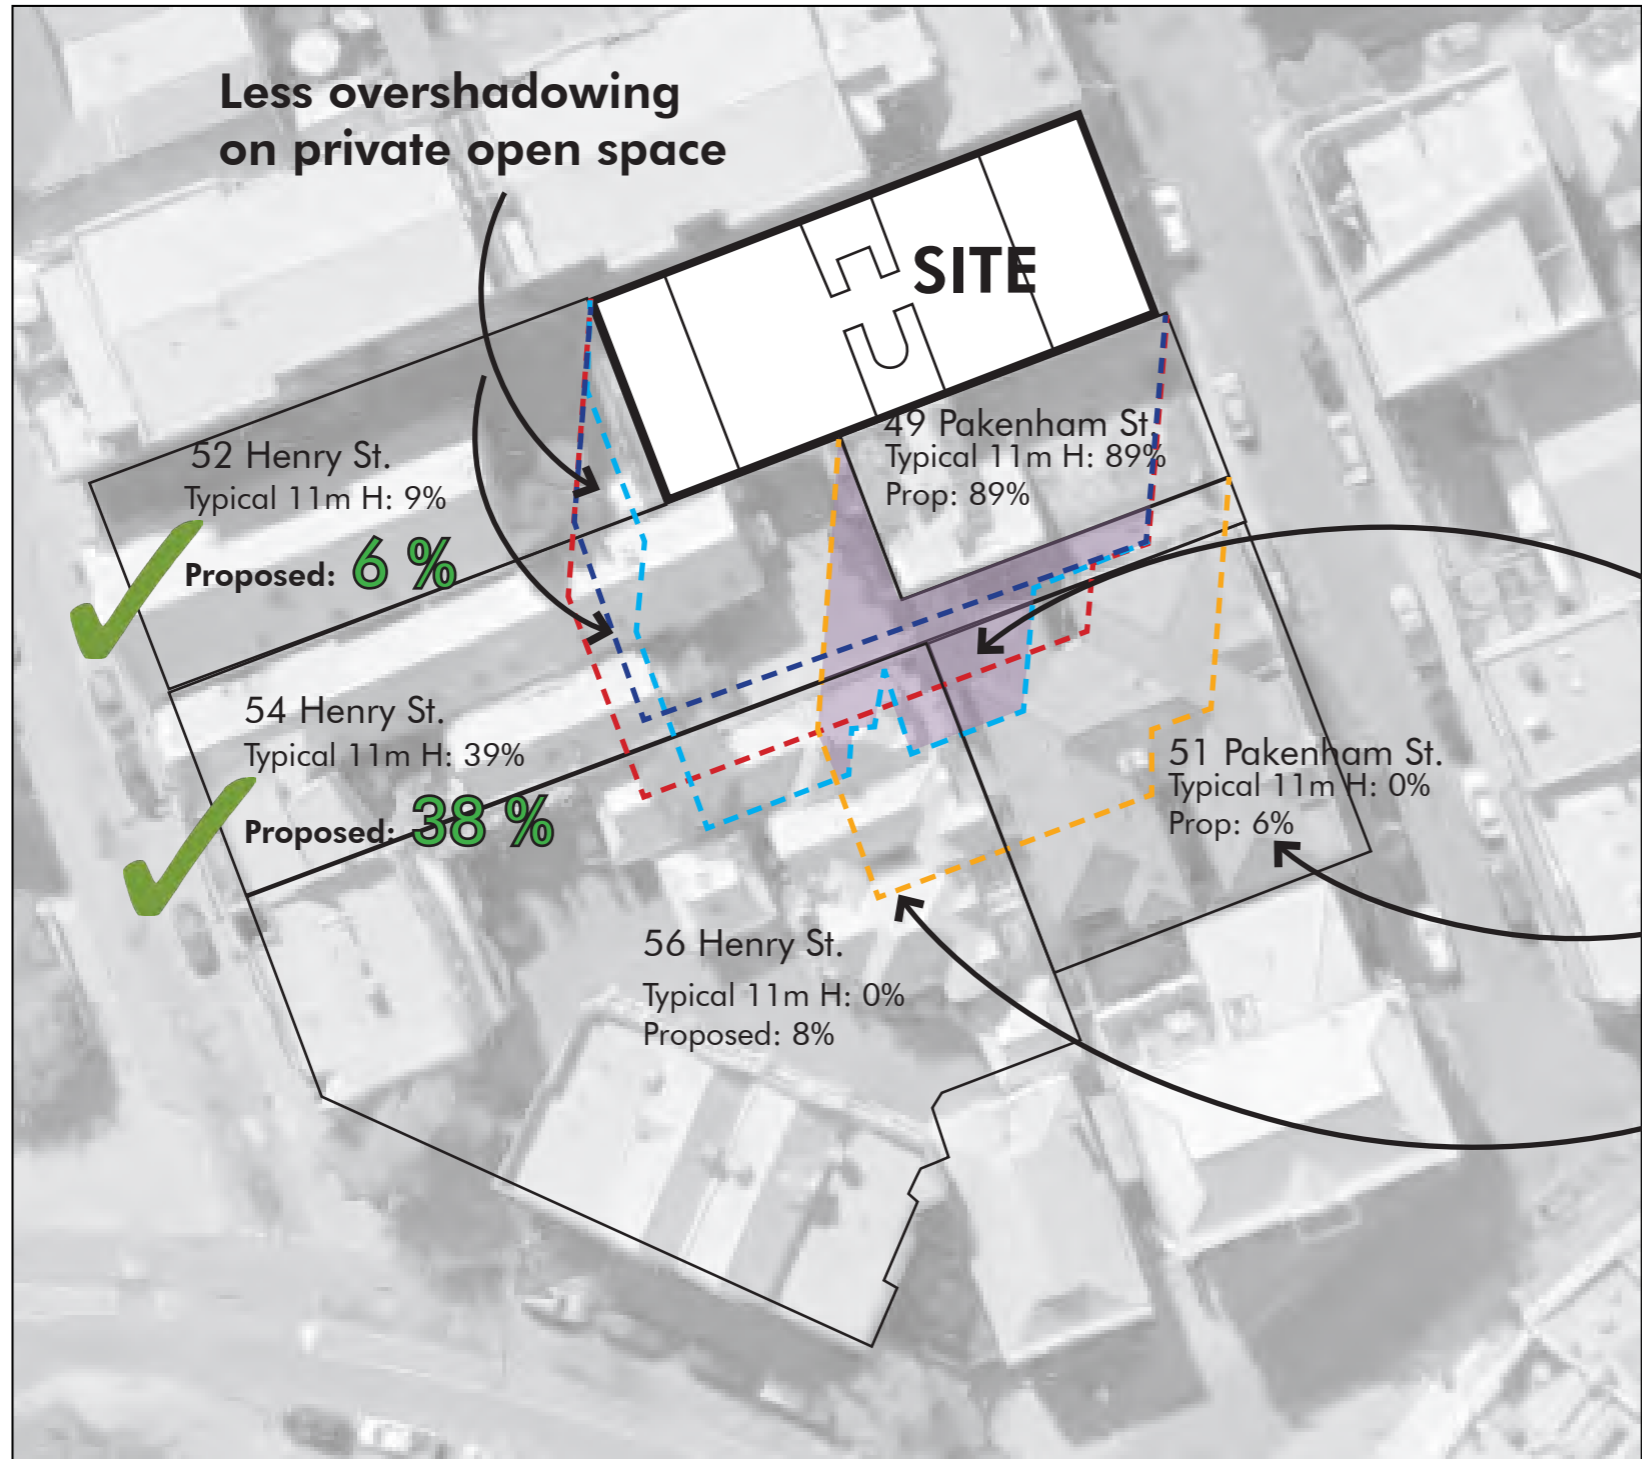 Less overshadowing
on private open space
SITE
49 Pakenham St.
Typical 11m H: 89%
Prop: 89%
52 Henry St.
Typical 11m H: 9%
Proposed: 6 %
54 Henry St.
Typical 11m H: 39%
Proposed: 38 %
51 Pakenham St.
Typical 11m H: 0%
Prop: 6%
56 Henry St.
Typical 11m H: 0%
Proposed: 8%